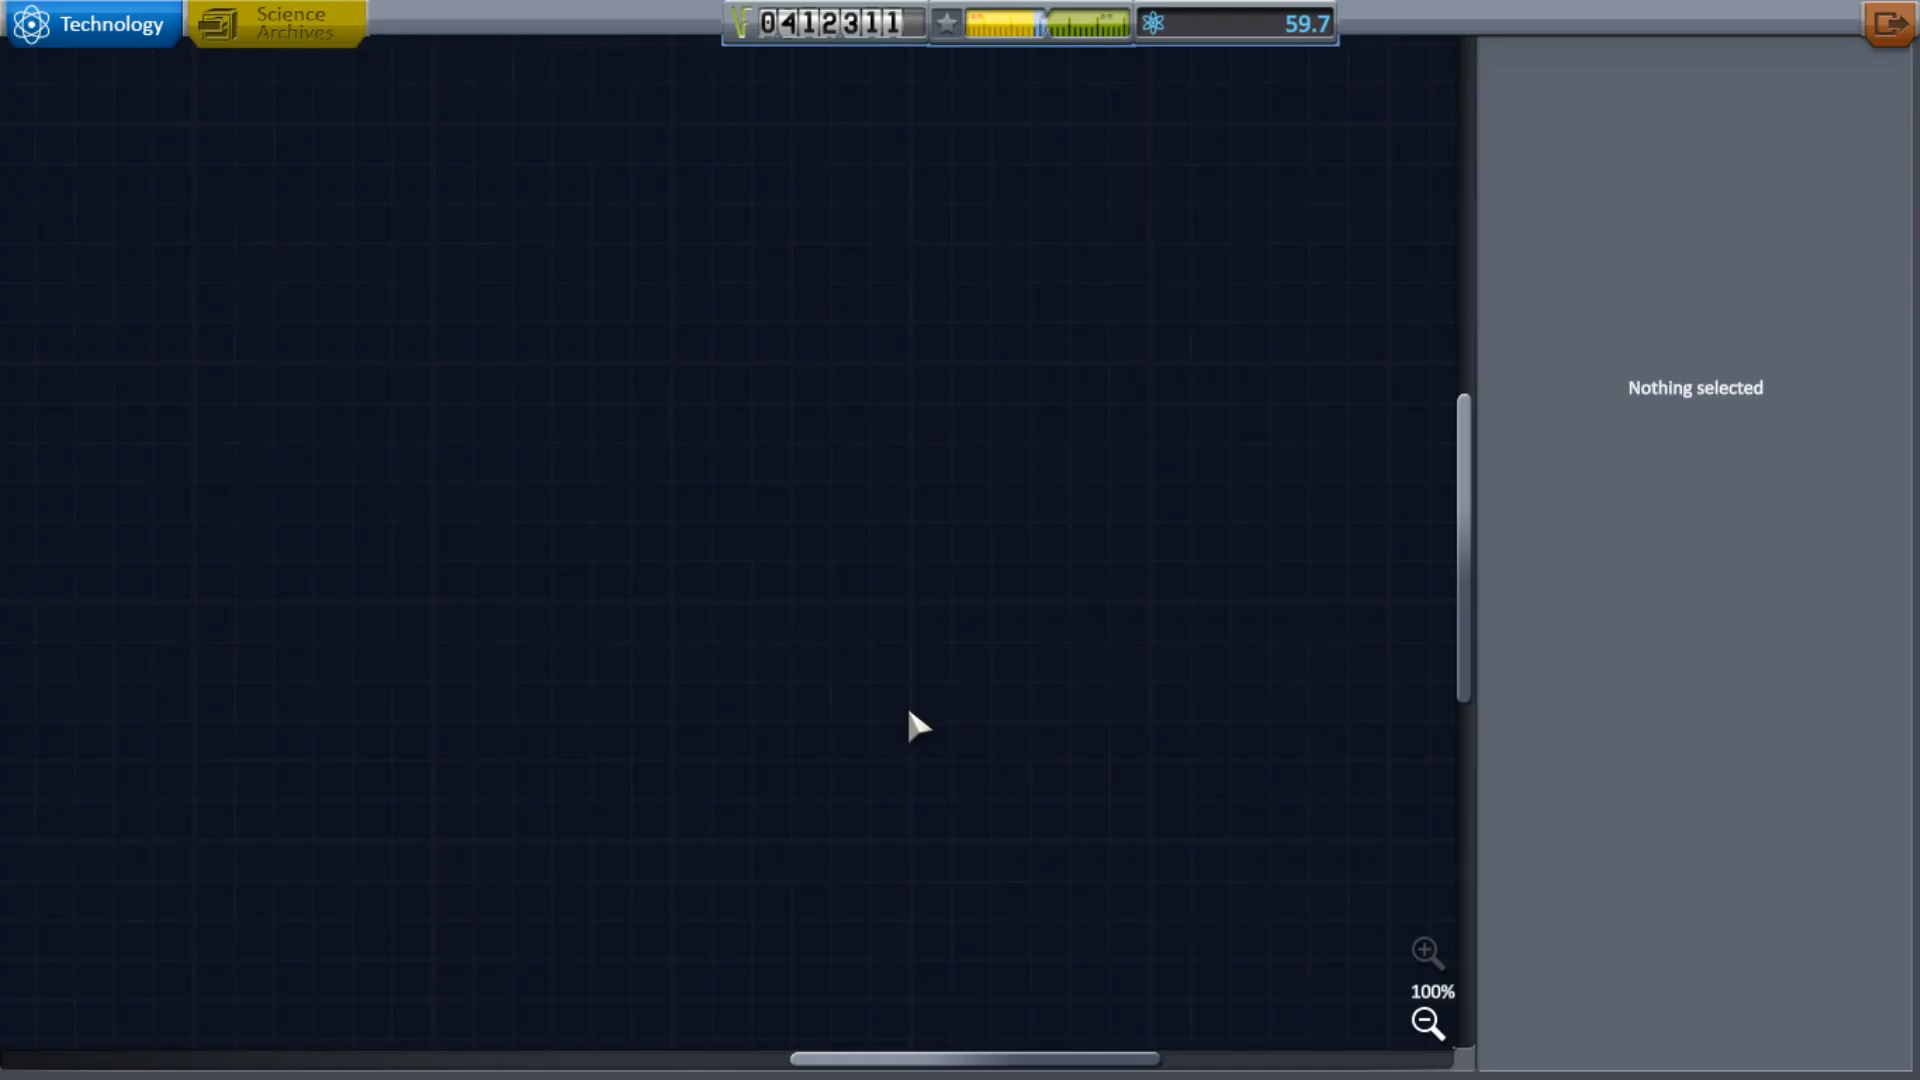 Technology
Science
Archives
0412311
59.7
Nothing selected
100%